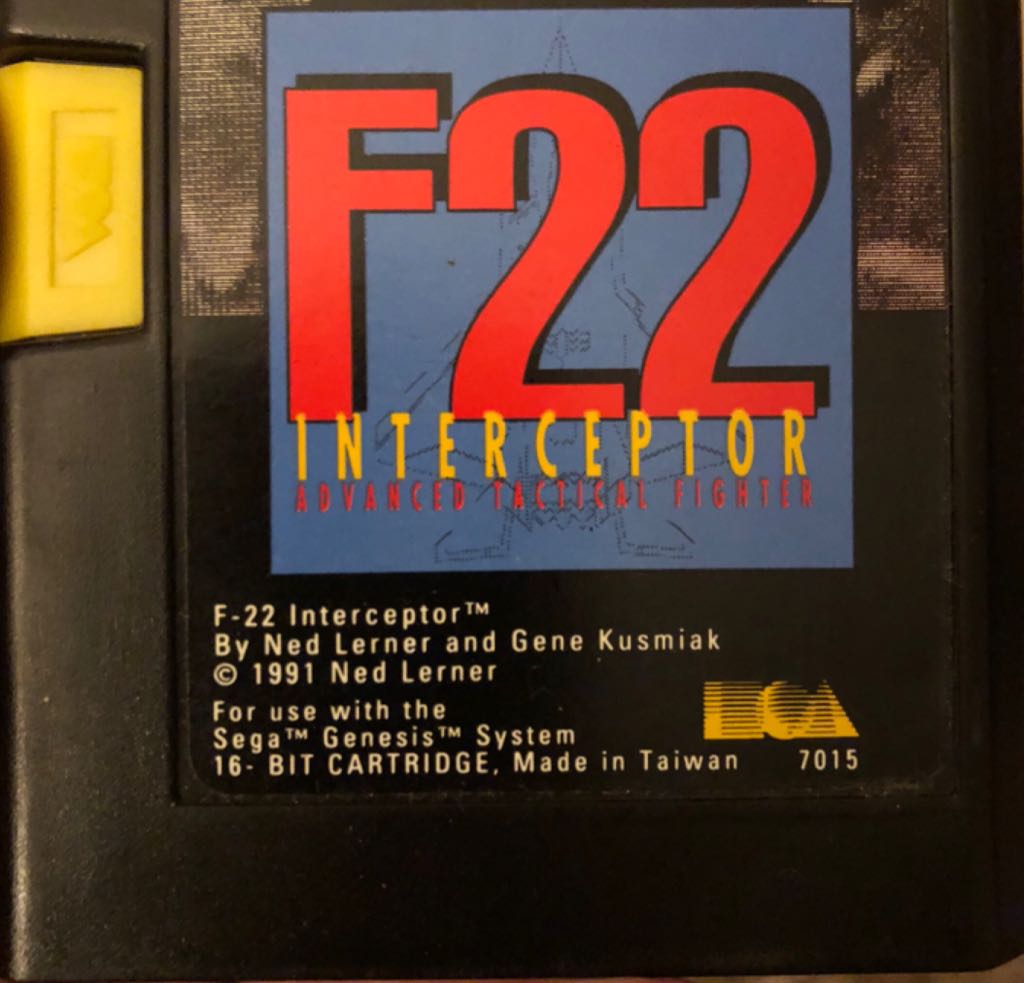 F22
INTERCEPTOR
ADVANCED TACTICAL FIGHTER
F-22 Interceptor™
By Ned Lerner and Gene Kusmiak
© 1991 Ned Lerner
For use with the
Sega™ Genesis™ System
16- BIT CARTRIDGE, Made in Taiwan
EOA
7015